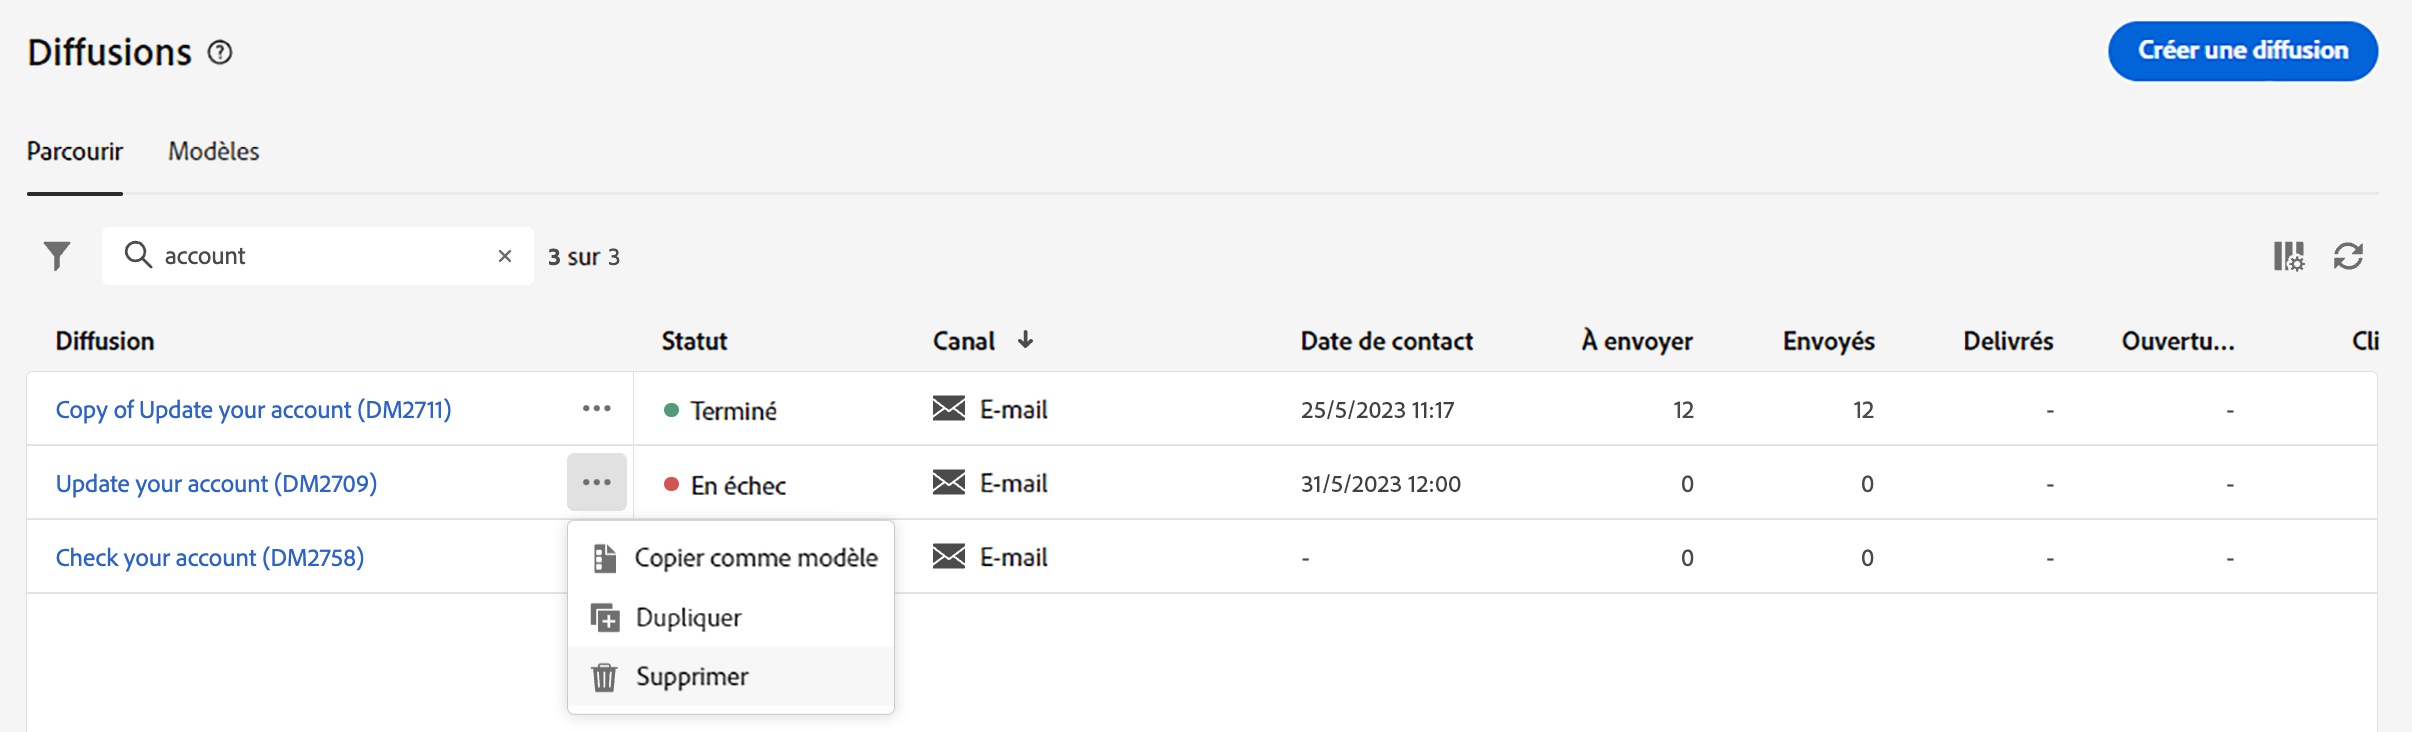 Diffusions
Créer une diffusion
Parcourir Modèles
account 3 sur 3
Diffusion Statut Canal Date de contact À envoyer Envoyés Delivrés Ouvertu... Cli
Copy of Update your account (DM2711) ••• Terminé E-mail 25/5/2023 11:17 12 12 - -
Update your account (DM2709) ••• En échec E-mail 31/5/2023 12:00 0 0 - -
Check your account (DM2758) E-mail - 0 0 - -
Copier comme modèle
Dupliquer
Supprimer